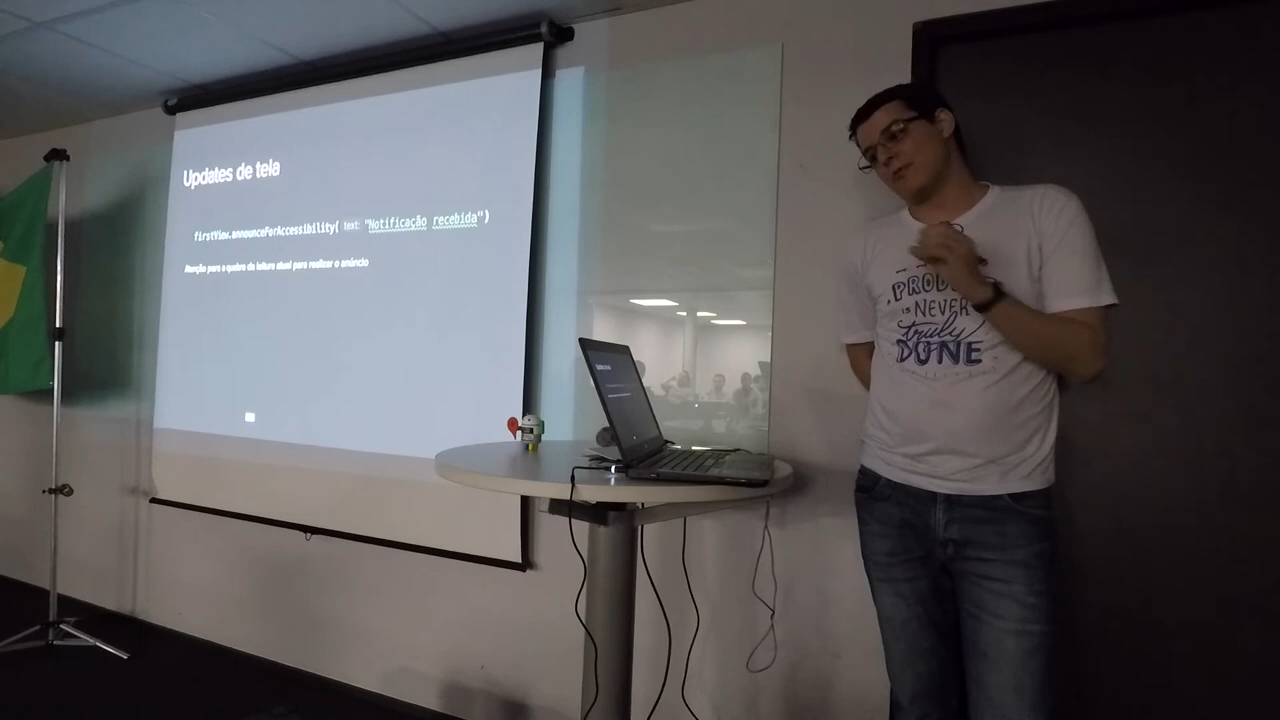 Updates de tela
firstView.announceForAccessibility( text: "Notificação recebida")
Atenção para a quebra da leitura atual para realizar o anúncio
IS NEVER
truly
DONE